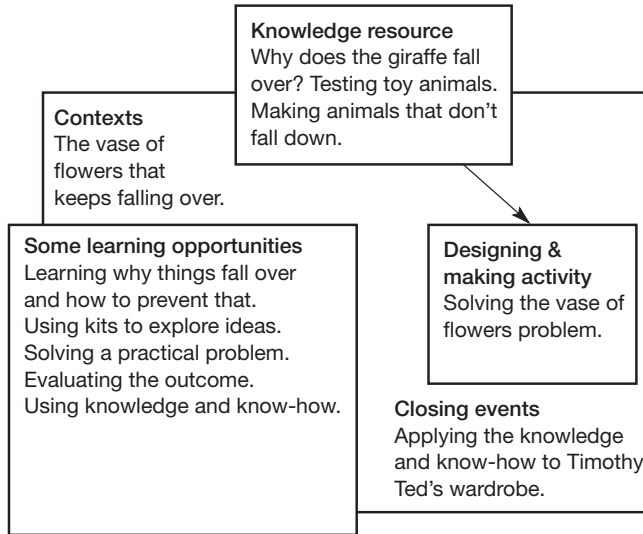 Knowledge resource
Why does the giraffe fall
over? Testing toy animals.
Making animals that don’t
fall down.
Contexts
The vase of
flowers that
keeps falling over.
Some learning opportunities
Learning why things fall over
and how to prevent that.
Using kits to explore ideas.
Solving a practical problem.
Evaluating the outcome.
Using knowledge and know-how.
Designing &
making activity
Solving the vase of
flowers problem.
Closing events
Applying the knowledge
and know-how to Timothy
Ted’s wardrobe.